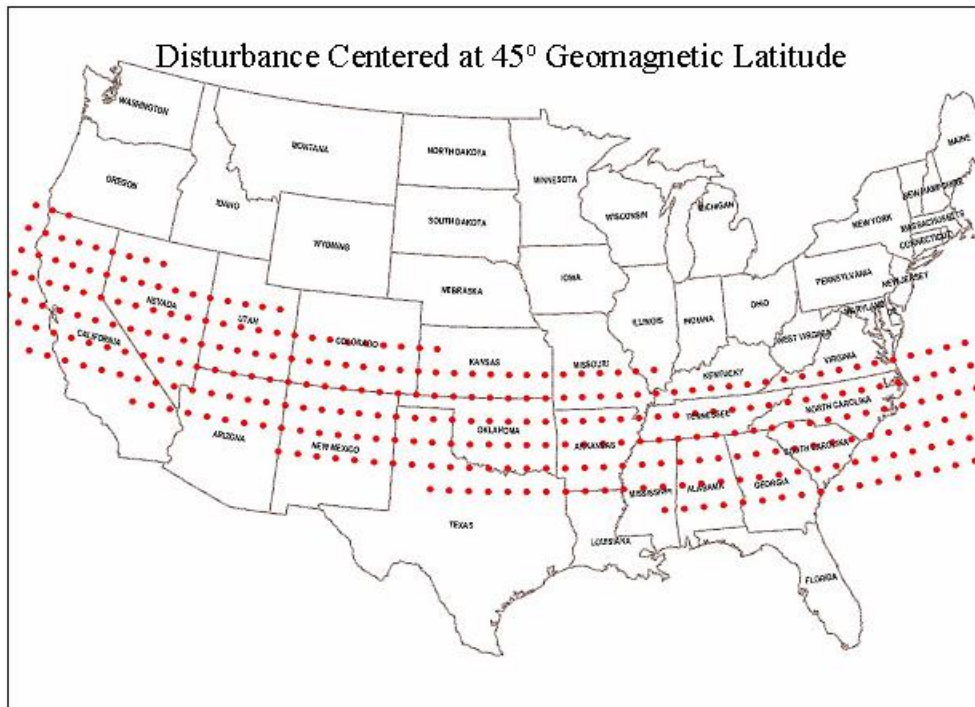 Disturbance Centered at 45° Geomagnetic Latitude
WASHINGTON
MONTANA
NORTH DAKOTA
MINNESOTA
MAINE
OREGON
IDAHO
WYOMING
SOUTH DAKOTA
WISCONSIN
MICHIGAN
NEW YORK
NEW HAMPSHIRE
MASSACHUSETTS
CONNECTICUT
NEBRASKA
IOWA
ILLINOIS
INDIANA
OHIO
PENNSYLVANIA
NEW JERSEY
MARYLAND
DE
NEVADA
UTAH
COLORADO
KANSAS
MISSOURI
KENTUCKY
WEST VIRGINIA
VIRGINIA
CALIFORNIA
ARIZONA
NEW MEXICO
OKLAHOMA
ARKANSAS
TENNESSEE
NORTH CAROLINA
SOUTH CAROLINA
TEXAS
LOUISIANA
MISSISSIPPI
ALABAMA
GEORGIA
FLORIDA